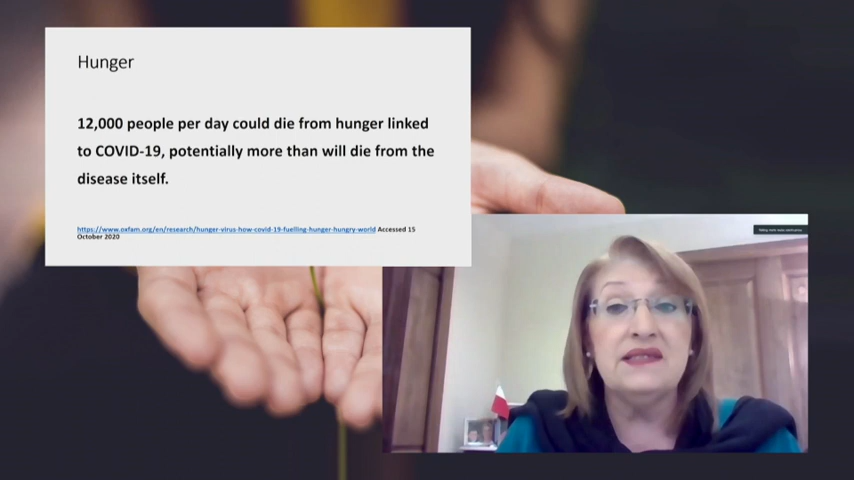 Hunger
12,000 people per day could die from hunger linked
to COVID-19, potentially more than will die from the
disease itself.
https://www.oxfam.org/en/research/hunger-virus-how-covid-19-fuelling-hunger-hungry-world Accessed 15
October 2020